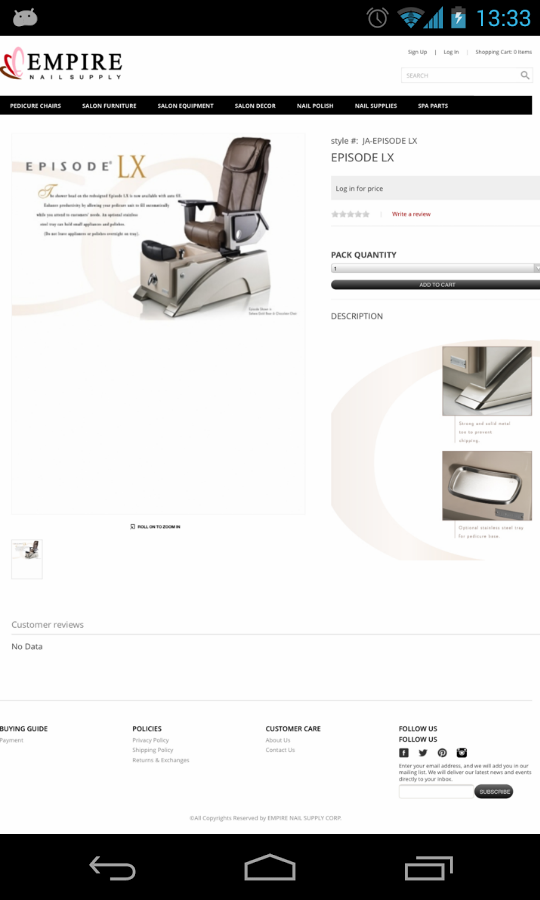 13:33
EMPIRE
NAIL SUPPLY
Sign Up | Log In | Shopping Cart: 0 Items
SEARCH
PEDICURE CHAIRS SALON FURNITURE SALON EQUIPMENT SALON DECOR NAIL POLISH NAIL SUPPLIES SPA PARTS
EPISODE LX
The shower head on the redesigned Episode LX is now available with
Enhance productivity by allowing your pedicure user to fill automatically
while you attend to customers' needs. An optional stainless
steel tray can hold small appliances and polishes.
(Do not leave appliances or polishes overnight on tray)
style #: JA-EPISODE LX
EPISODE LX
Log in for price
| Write a review
PACK QUANTITY
1
ADD TO CART
DESCRIPTION
Strong and solid metal
to prevent
chipping.
Optional stainless steel tray
for pedicure base.
ROLL ON TO ZOOM IN
Customer reviews
No Data
BUYING GUIDE
Payment
POLICIES
Privacy Policy
Shipping Policy
Returns & Exchanges
CUSTOMER CARE
About Us
Contact Us
FOLLOW US
FOLLOW US
Enter your email address, and we will add you in our
mailing list. We will deliver our latest news and events
directly to your inbox.
SUBSCRIBE
©All Copyrights Reserved by EMPIRE NAIL SUPPLY CORP.